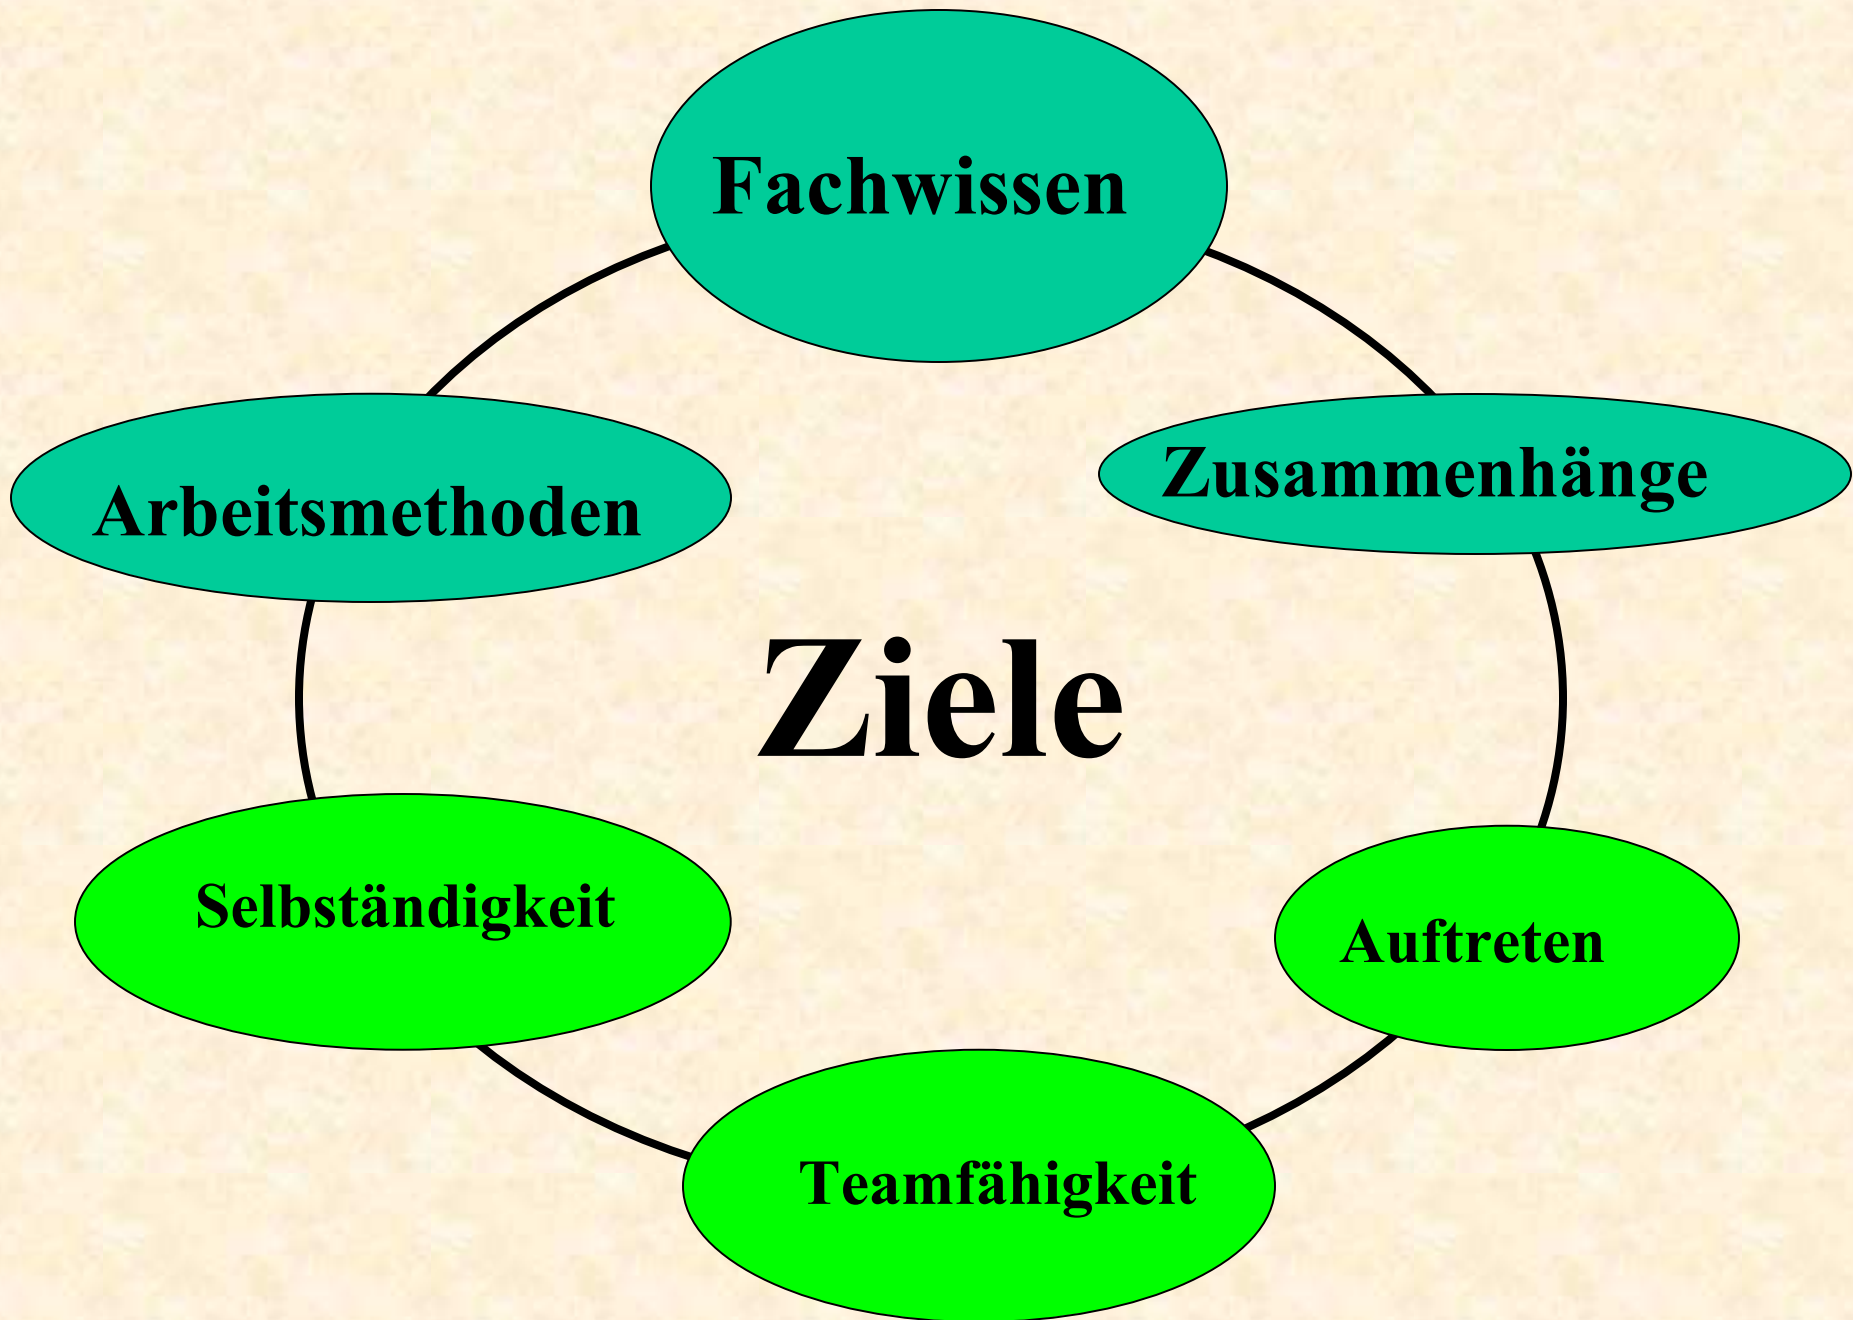 Fachwissen
Zusammenhänge
Arbeitsmethoden
Ziele
Selbständigkeit
Auftreten
Teamfähigkeit